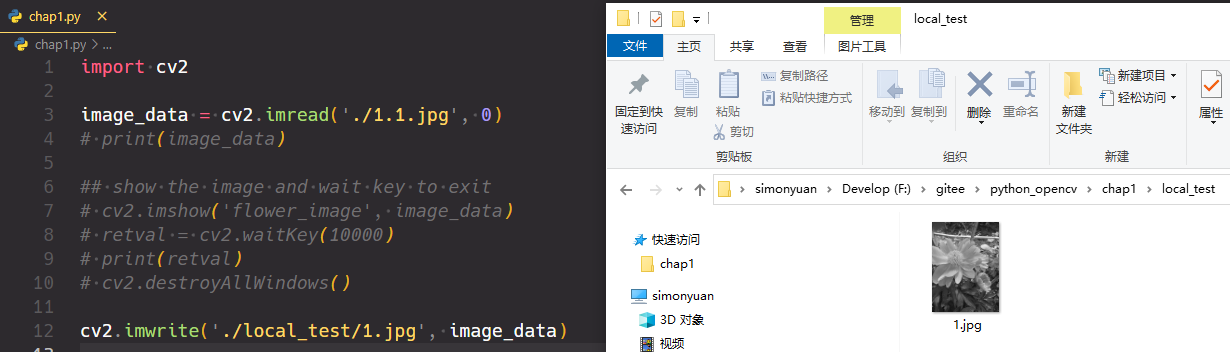 chap1.py ×
chap1.py > ...
1 import cv2
2
3 image_data = cv2.imread('./1.1.jpg', 0)
4 # print(image_data)
5
6 ## show the image and wait key to exit
7 # cv2.imshow('flower_image', image_data)
8 # retval = cv2.waitKey(10000)
9 # print(retval)
10 # cv2.destroyAllWindows()
11
12 cv2.imwrite('./local_test/1.jpg', image_data)
13
管理 local_test
文件 主页 共享 查看 图片工具
固定到快速访问
复制
粘贴
复制路径
粘贴快捷方式
剪切
剪贴板
移动到 复制到 删除 重命名
组织
新建
文件夹
新建项目
轻松访问
新建
属性
simonyuan > Develop (F:) > gitee > python_opencv > chap1 > local_test
快速访问
chap1
simonyuan
3D 对象
视频
1.jpg